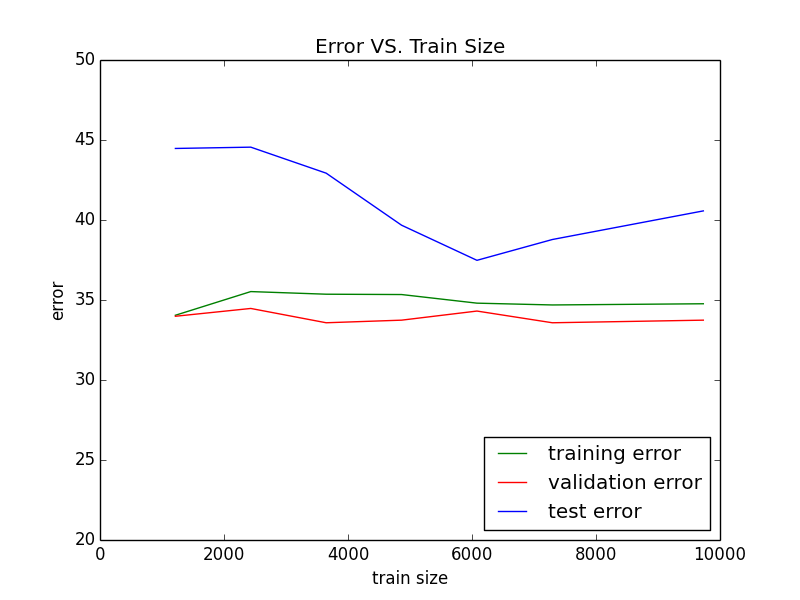 Error VS. Train Size
50
45
40
35
30
25
20
error
0 2000 4000 6000 8000 10000
train size
training error
validation error
test error